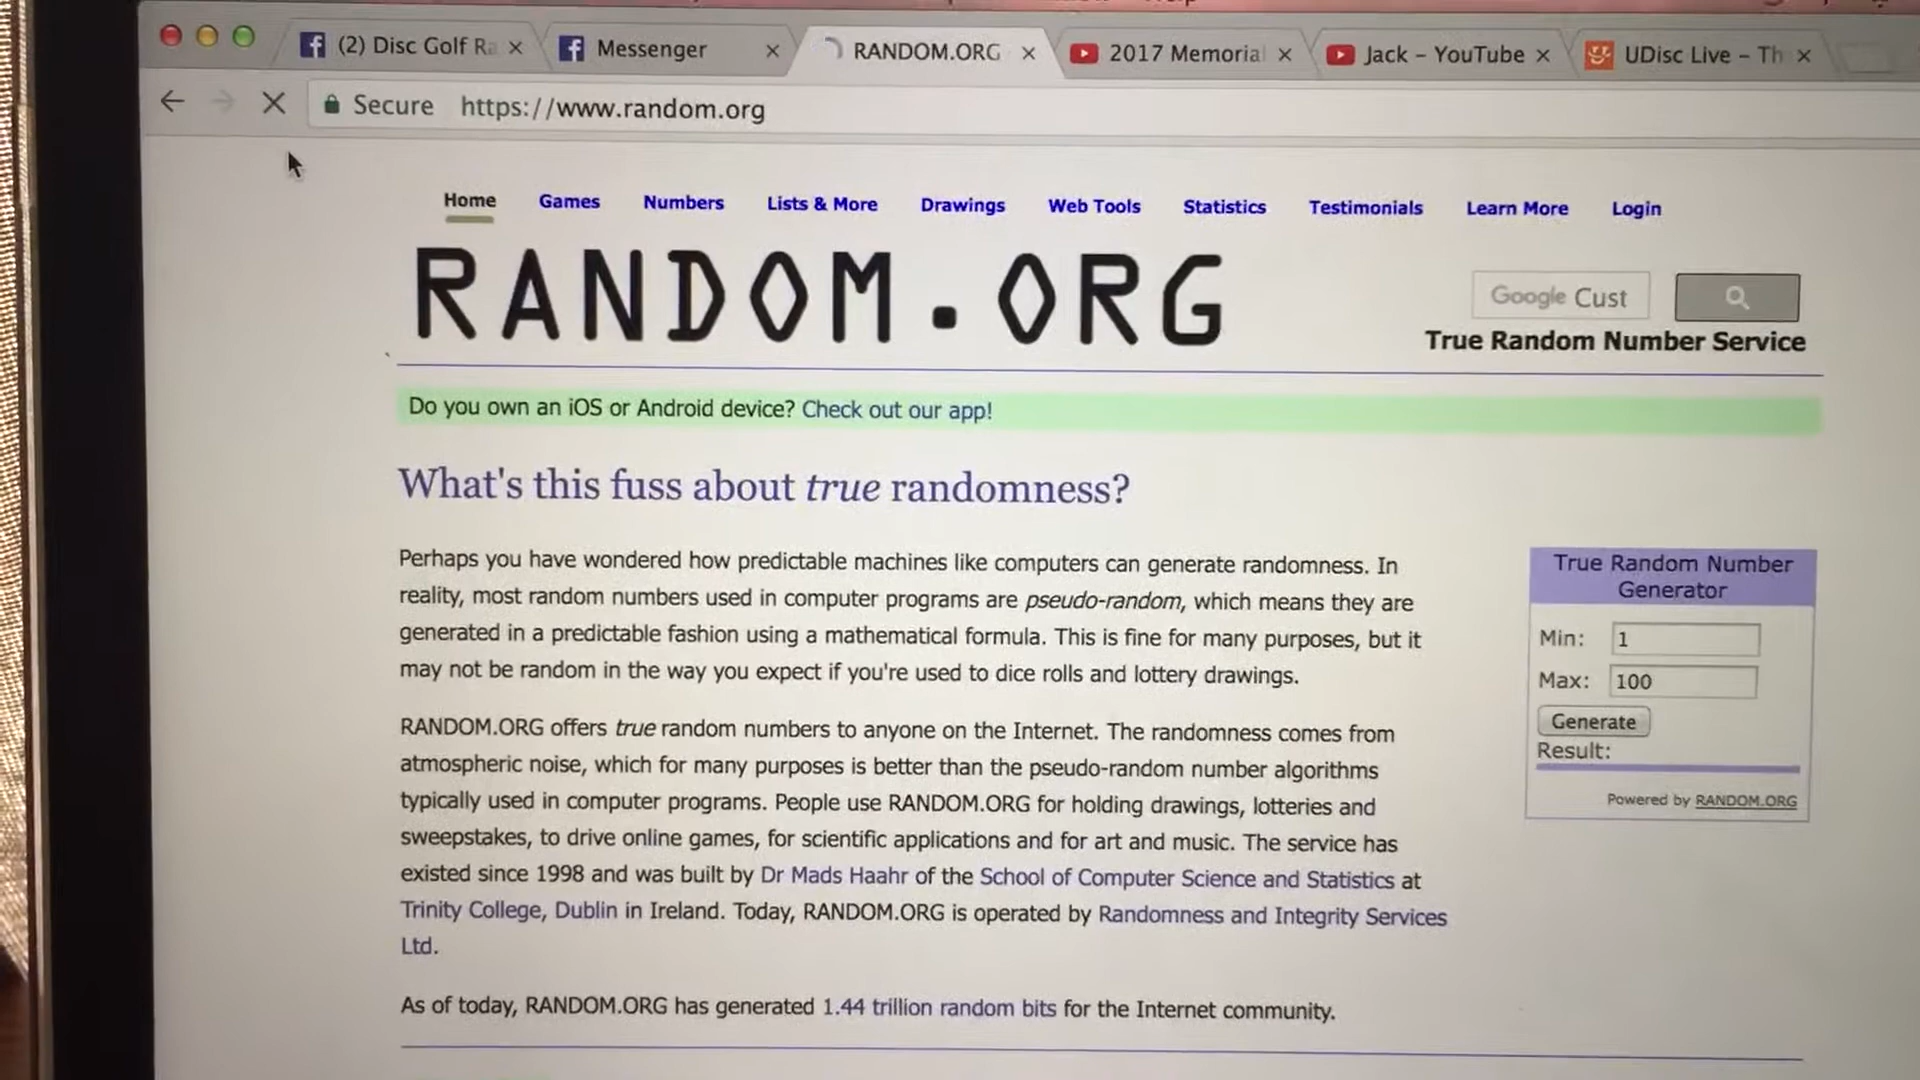 (2) Disc Golf Ra
Messenger
RANDOM.ORG
2017 Memorial
Jack – YouTube
UDisc Live – Th
Secure https://www.random.org
Home Games Numbers Lists & More Drawings Web Tools Statistics Testimonials Learn More Login
RANDOM.ORG
Google Cust
True Random Number Service
Do you own an iOS or Android device? Check out our app!
What's this fuss about true randomness?
Perhaps you have wondered how predictable machines like computers can generate randomness. In
reality, most random numbers used in computer programs are pseudo-random, which means they are
generated in a predictable fashion using a mathematical formula. This is fine for many purposes, but it
may not be random in the way you expect if you're used to dice rolls and lottery drawings.
RANDOM.ORG offers true random numbers to anyone on the Internet. The randomness comes from
atmospheric noise, which for many purposes is better than the pseudo-random number algorithms
typically used in computer programs. People use RANDOM.ORG for holding drawings, lotteries and
sweepstakes, to drive online games, for scientific applications and for art and music. The service has
existed since 1998 and was built by Dr Mads Haahr of the School of Computer Science and Statistics at
Trinity College, Dublin in Ireland. Today, RANDOM.ORG is operated by Randomness and Integrity Services
Ltd.
As of today, RANDOM.ORG has generated 1.44 trillion random bits for the Internet community.
True Random Number
Generator
Min: 1
Max: 100
Generate
Result:
Powered by RANDOM.ORG